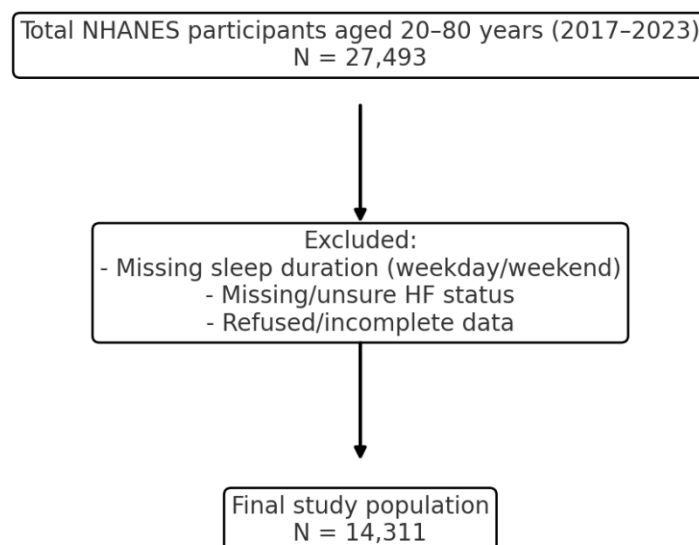 Total NHANES participants aged 20–80 years (2017–2023)
N = 27,493
Excluded:
- Missing sleep duration (weekday/weekend)
- Missing/unsure HF status
- Refused/incomplete data
Final study population
N = 14,311